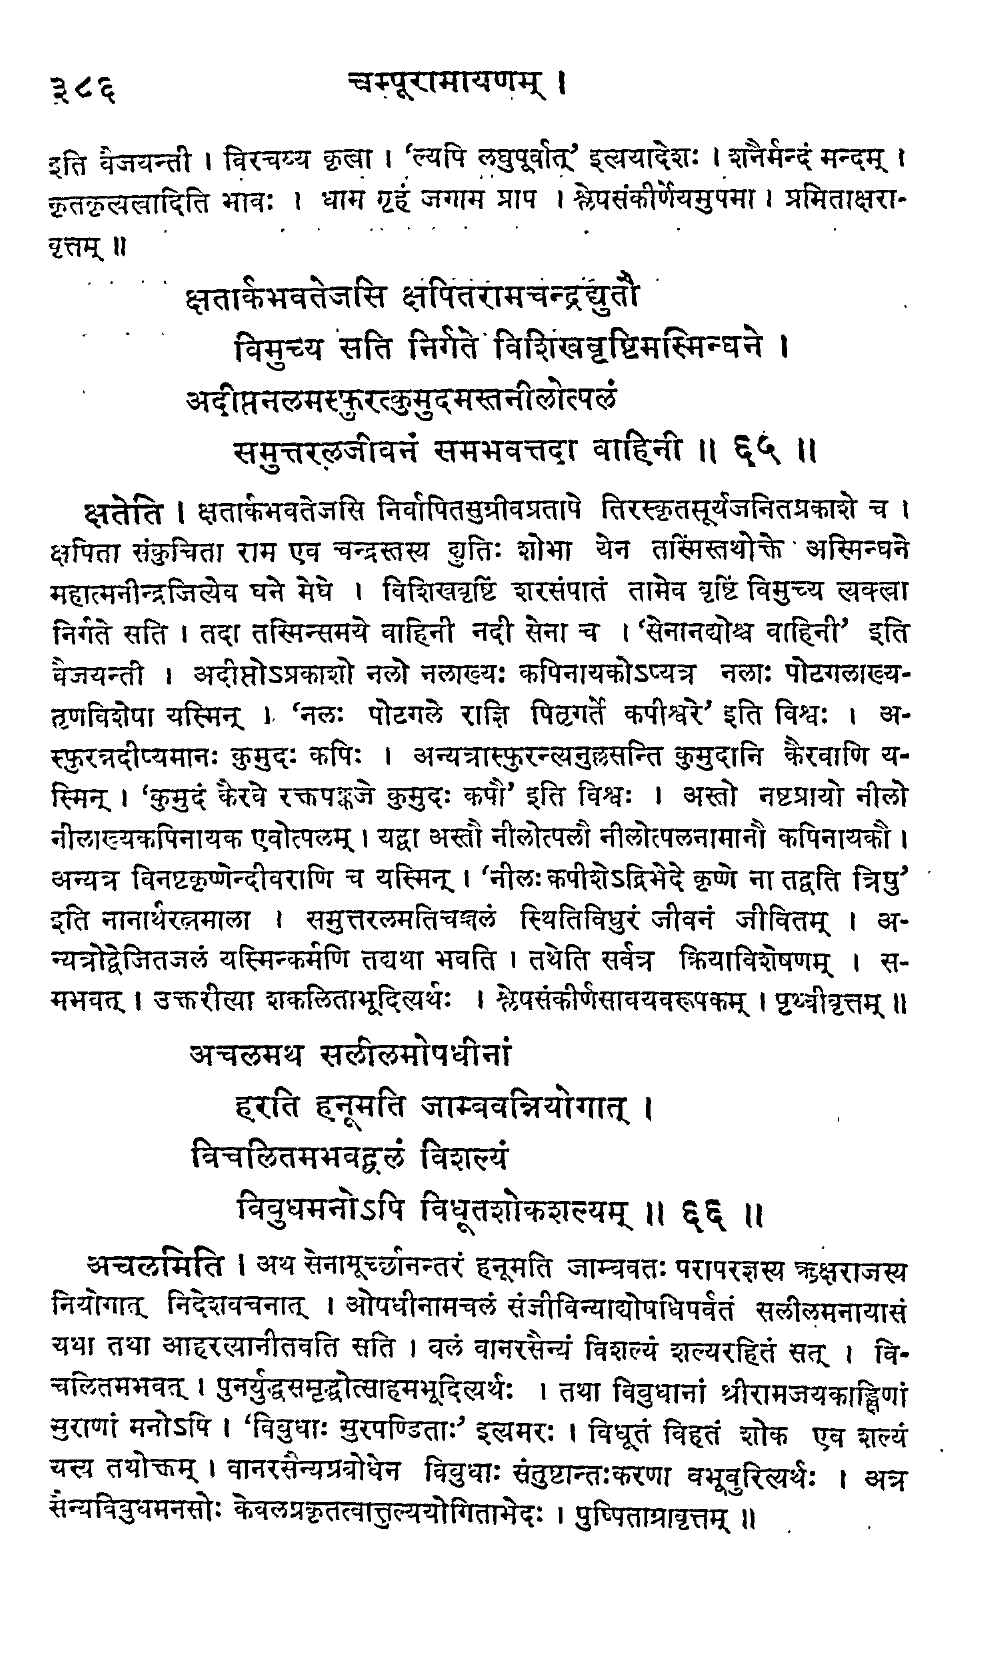 ३८६ चम्पूरामायणम् ।
इति वैजयन्ती । विरचय्य कृत्वा । ‘ल्यपि लघुपूर्वात्’ इत्ययादेशः । शनैर्मन्दं मन्दम् ।
कृतकृत्यत्वादिति भावः । धाम गृहं जगाम प्राप । श्लेषसंकीर्णेयमुपमा । प्रमिताक्षरा-
वृत्तम् ॥
क्षतार्कभवतेजसि क्षपितरामचन्द्रद्युतौ
विमुच्य सति निर्गते विशिखवृष्टिमस्मिन्घने ।
अदीप्तनलमस्फुरत्कुमुदमस्तनीलोत्पलं
समुत्तरलजीवनं समभवत्तदा वाहिनी ॥ ६५ ॥
क्षतेति । क्षतार्कभवतेजसि निर्वापितसुग्रीवप्रतापे तिरस्कृतसूर्यजनितप्रकाशे च ।
क्षपिता संकुचिता राम एव चन्द्रस्तस्य द्युतिः शोभा येन तस्मिंस्तथोक्ते अस्मिन्घने
महात्मनीन्द्रजित्येव घने मेघे । विशिखवृष्टिं शरसंपातं तामेव वृष्टिं विमुच्य त्यक्त्वा
निर्गते सति । तदा तस्मिन्समये वाहिनी नदी सेना च । ‘सेनानद्योश्च वाहिनी’ इति
वैजयन्ती । अदीप्तोऽप्रकाशो नलो नलाख्यः कपिनायकोऽप्यत्र नलाः पोटगलाख्य-
तृणविशेषा यस्मिन् । ‘नलः पोटगले राज्ञि पितृगर्ते कपीश्वरे’ इति विश्वः । अ-
स्फुरन्नदीप्यमानः कुमुदः कपिः । अन्यत्रास्फुरन्त्यनुल्लसन्ति कुमुदानि कैरवाणि य-
स्मिन् । ‘कुमुदं कैरवे रक्तपङ्कजे कुमुदः कपौ’ इति विश्वः । अस्तो नष्टप्रायो नीलो
नीलाख्यकपिनायक एवोत्पलम् । यद्वा अस्तौ नीलोत्पलौ नीलोत्पलनामानौ कपिनायकौ ।
अन्यत्र विनष्टकृष्णेन्दीवराणि च यस्मिन् । ‘नीलः कपीशेऽद्रिभेदे कृष्णे ना तद्वति त्रिषु’
इति नानार्थरत्नमाला । समुत्तरलमतिचञ्चलं स्थितिविधुरं जीवनं जीवितम् । अ-
न्यत्रोद्वेजितजलं यस्मिन्कर्मणि तद्यथा भवति । तथेति सर्वत्र क्रियाविशेषणम् । स-
मभवत् । उक्तरीत्या शकलिताभूदित्यर्थः । श्लेषसंकीर्णसावयवरूपकम् । पृथ्वीवृत्तम् ॥
अचलमथ सलीलमोषधीनां
हरति हनूमति जाम्बवन्नियोगात् ।
विचलितमभवद्बलं विशल्यं
विबुधमनोऽपि विधूतशोकशल्यम् ॥ ६६ ॥
अचलमिति । अथ सेनामूर्च्छानन्तरं हनूमति जाम्बवतः परापरज्ञस्य ऋक्षराजस्य
नियोगात् निदेशवचनात् । ओषधीनामचलं संजीविन्याद्योषधिपर्वतं सलीलमनायासं
यथा तथा आहरत्यानीतवति सति । बलं वानरसैन्यं विशल्यं शल्यरहितं सत् । वि-
चलितमभवत् । पुनर्युद्धसमृद्धोत्साहमभूदित्यर्थः । तथा विबुधानां श्रीरामजयकाङ्क्षिणां
सुराणां मनोऽपि । ‘विबुधाः सुरपण्डिताः’ इत्यमरः । विधूतं विहतं शोक एव शल्यं
यस्य तथोक्तम् । वानरसैन्यप्रबोधेन विबुधाः संतुष्टान्तःकरणा बभूवुरित्यर्थः । अत्र
सैन्यविबुधमनसोः केवलप्रकृतत्वात्तुल्ययोगिताभेदः । पुष्पिताग्रावृत्तम् ॥